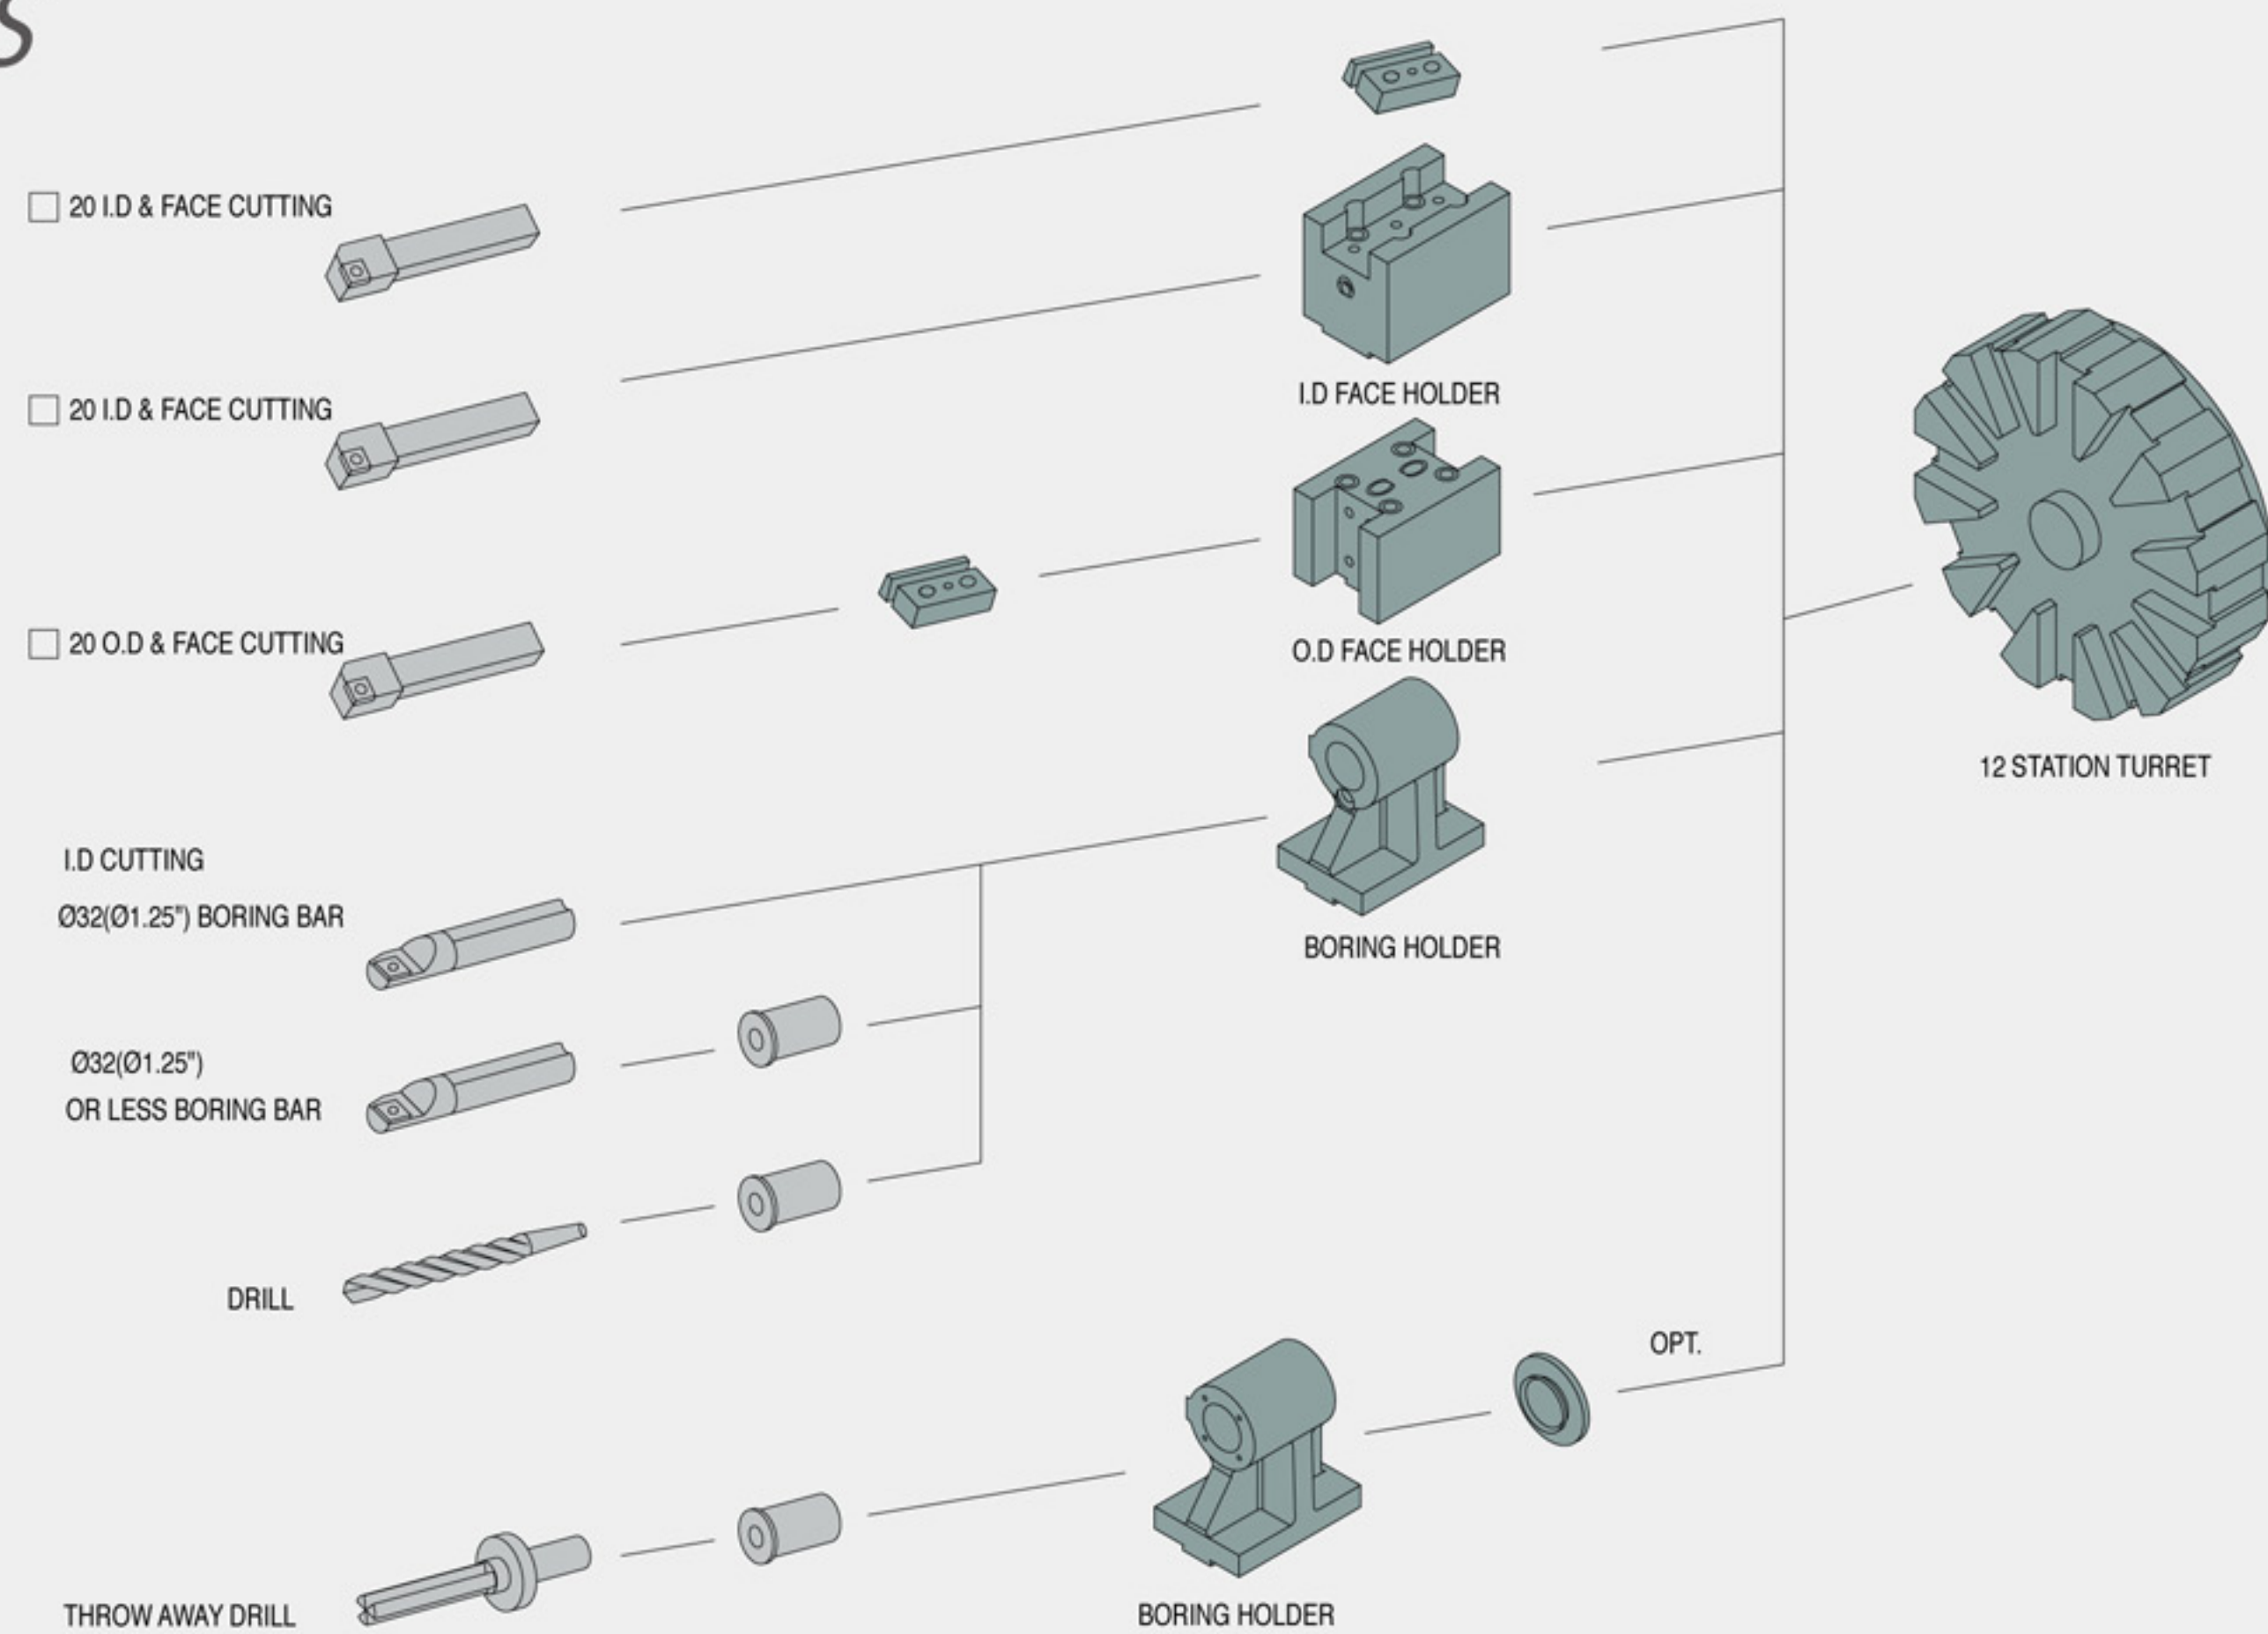 S
□ 20 I.D & FACE CUTTING
I.D FACE HOLDER
□ 20 I.D & FACE CUTTING
□ 20 O.D & FACE CUTTING
O.D FACE HOLDER
12 STATION TURRET
I.D CUTTING
Ø32(Ø1.25") BORING BAR
BORING HOLDER
Ø32(Ø1.25")
OR LESS BORING BAR
DRILL
OPT.
THROW AWAY DRILL
BORING HOLDER